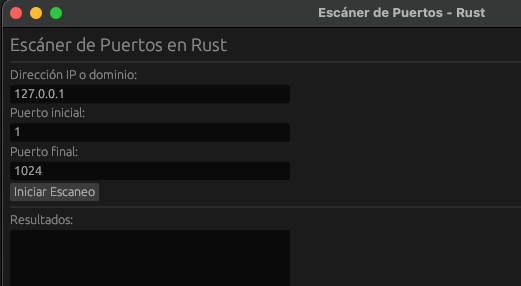 Escáner de Puertos - Rust
Escáner de Puertos en Rust
Dirección IP o dominio:
127.0.0.1
Puerto inicial:
1
Puerto final:
1024
Iniciar Escaneo
Resultados: